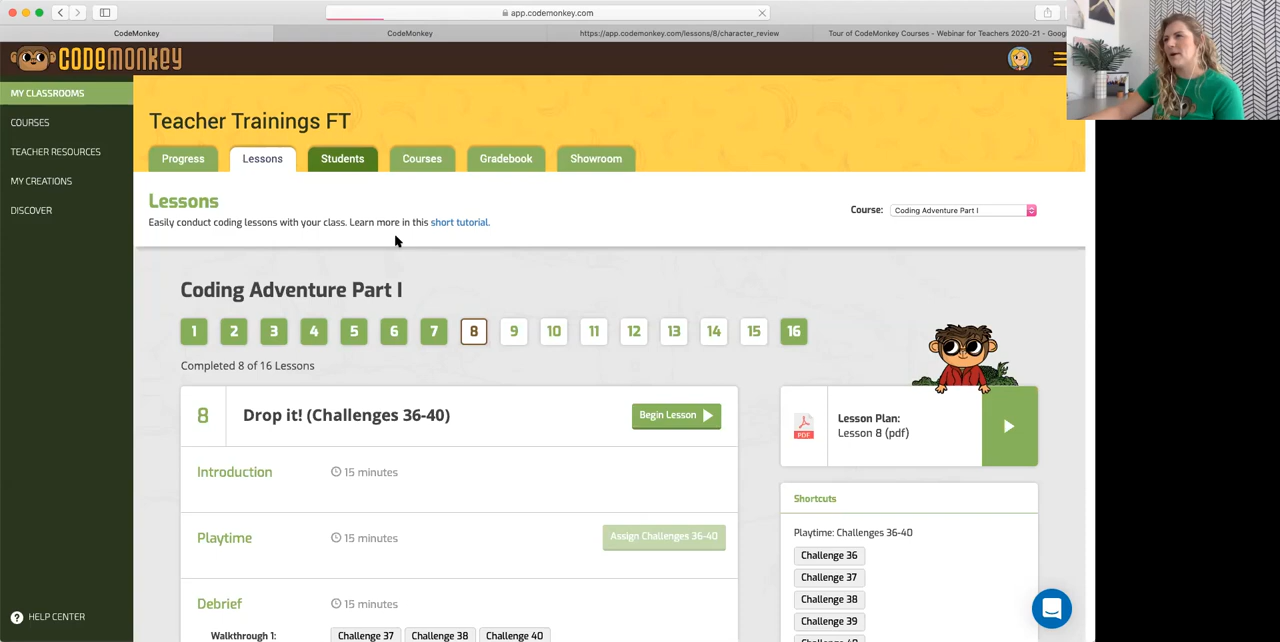 app.codemonkey.com
CodeMonkey
CodeMonkey
https://app.codemonkey.com/lessons/8/character_review
Tour of CodeMonkey Courses - Webinar for Teachers 2020-21 - Goog
CODEMONKEY
MY CLASSROOMS
COURSES
TEACHER RESOURCES
MY CREATIONS
DISCOVER
HELP CENTER
Teacher Trainings FT
Progress
Lessons
Students
Courses
Gradebook
Showroom
Lessons
Easily conduct coding lessons with your class. Learn more in this short tutorial.
Course:
Coding Adventure Part I
Coding Adventure Part I
1 2 3 4 5 6 7 8 9 10 11 12 13 14 15 16
Completed 8 of 16 Lessons
8
Drop it! (Challenges 36-40)
Begin Lesson
Introduction
15 minutes
Playtime
15 minutes
Assign Challenges 36-40
Debrief
15 minutes
Walkthrough 1:
Challenge 37
Challenge 38
Challenge 40
PDF
Lesson Plan:
Lesson 8 (pdf)
Shortcuts
Playtime: Challenges 36-40
Challenge 36
Challenge 37
Challenge 38
Challenge 39
Challenge 40